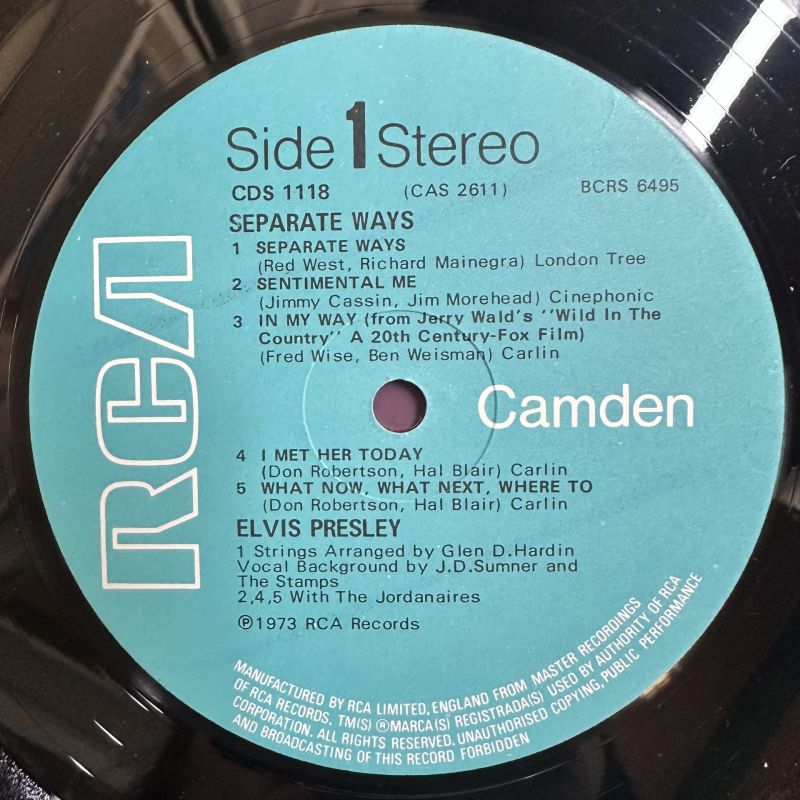 Side 1 Stereo
CDS 1118 (CAS 2611) BCRS 6495
SEPARATE WAYS
1 SEPARATE WAYS
(Red West, Richard Mainegra) London Tree
2 SENTIMENTAL ME
(Jimmy Cassin, Jim Morehead) Cinephonic
3 IN MY WAY (from Jerry Wald's "Wild In The
Country" A 20th Century-Fox Film)
(Fred Wise, Ben Weisman) Carlin
RCA
Camden
4 I MET HER TODAY
(Don Robertson, Hal Blair) Carlin
5 WHAT NOW, WHAT NEXT, WHERE TO
(Don Robertson, Hal Blair) Carlin
ELVIS PRESLEY
1 Strings Arranged by Glen D.Hardin
Vocal Background by J.D.Sumner and
The Stamps
2,4,5 With The Jordanaires
℗1973 RCA Records
MANUFACTURED BY RCA LIMITED, ENGLAND FROM MASTER RECORDINGS
OF RCA RECORDS. TM(S) ®MARCA(S) REGISTRADA(S) USED BY AUTHORITY OF RCA
CORPORATION. ALL RIGHTS RESERVED. UNAUTHORISED COPYING, PUBLIC PERFORMANCE
AND BROADCASTING OF THIS RECORD FORBIDDEN